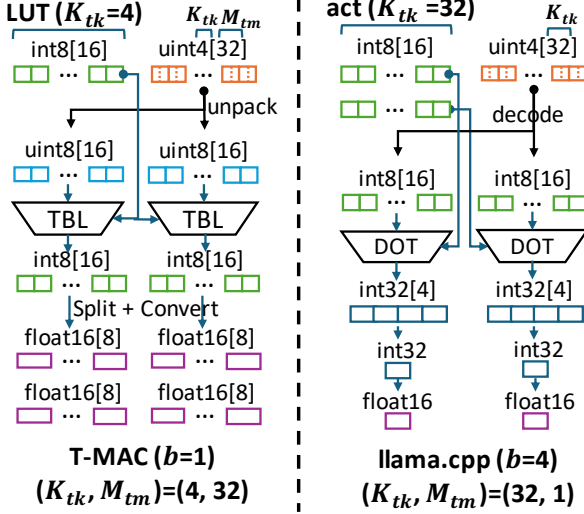 LUT (K_tk=4)
K_tk M_tm
int8[16]
uint4[32]
...
...
unpack
uint8[16]
uint8[16]
...
...
TBL
TBL
int8[16]
int8[16]
...
...
Split + Convert
float16[8]
float16[8]
...
...
float16[8]
float16[8]
...
...
T-MAC (b=1)
(K_tk, M_tm)=(4, 32)
act (K_tk=32)
K_tk
int8[16]
uint4[32]
...
...
...
decode
int8[16]
int8[16]
...
...
DOT
DOT
int32[4]
int32[4]
int32
int32
float16
float16
llama.cpp (b=4)
(K_tk, M_tm)=(32, 1)